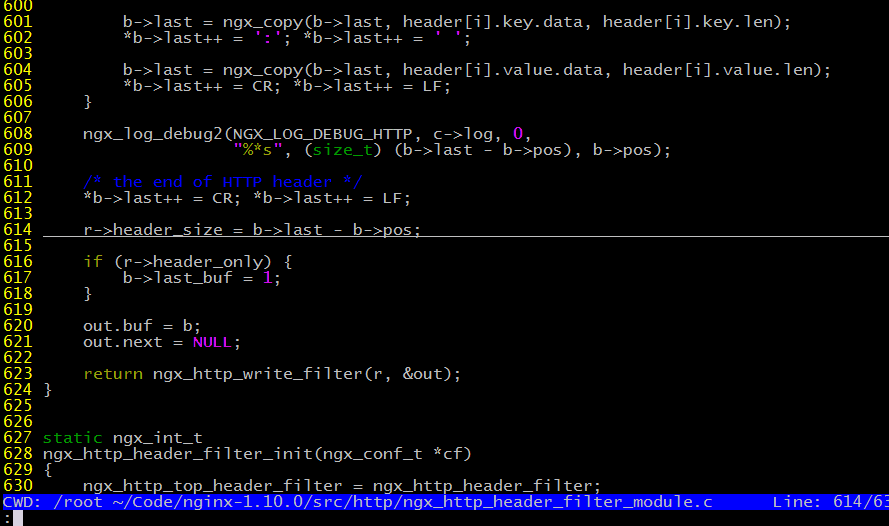 600
601         b->last = ngx_copy(b->last, header[i].key.data, header[i].key.len);
602         *b->last++ = ':'; *b->last++ = ' ';
603
604         b->last = ngx_copy(b->last, header[i].value.data, header[i].value.len);
605         *b->last++ = CR; *b->last++ = LF;
606     }
607
608     ngx_log_debug2(NGX_LOG_DEBUG_HTTP, c->log, 0,
609                    "%*s", (size_t) (b->last - b->pos), b->pos);
610
611     /* the end of HTTP header */
612     *b->last++ = CR; *b->last++ = LF;
613
614     r->header_size = b->last - b->pos;
615
616     if (r->header_only) {
617         b->last_buf = 1;
618     }
619
620     out.buf = b;
621     out.next = NULL;
622
623     return ngx_http_write_filter(r, &out);
624 }
625
626
627 static ngx_int_t
628 ngx_http_header_filter_init(ngx_conf_t *cf)
629 {
630     ngx_http_top_header_filter = ngx_http_header_filter;
CWD: /root ~/Code/nginx-1.10.0/src/http/ngx_http_header_filter_module.c      Line: 614/63
: